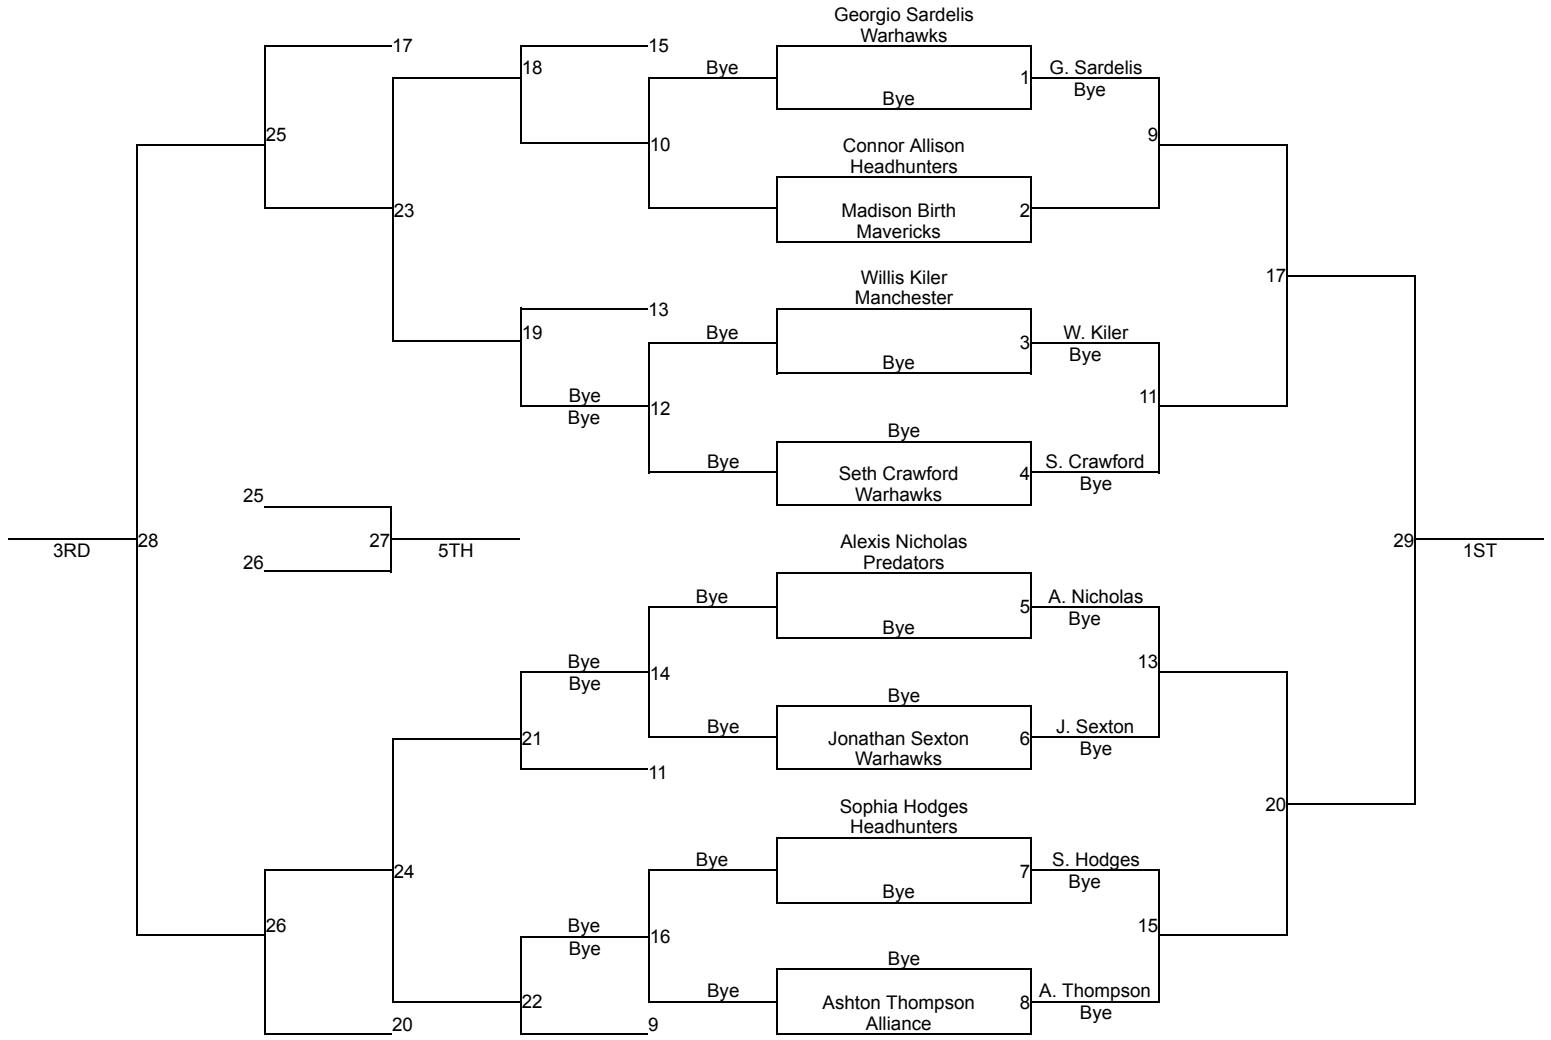 Georgio Sardelis
Warhawks
17
15
18
Bye
1
G. Sardelis
Bye
Bye
25
10
9
Connor Allison
Headhunters
23
Madison Birth
2
Mavericks
Willis Kiler
17
Manchester
13
19
Bye
3
W. Kiler
Bye
Bye
Bye
12
11
Bye
Bye
Bye
Seth Crawford
4
S. Crawford
Bye
Warhawks
25
3RD
28
27
5TH
29
1ST
26
Alexis Nicholas
Predators
Bye
5
A. Nicholas
Bye
Bye
Bye
14
13
Bye
Bye
21
Bye
Jonathan Sexton
6
J. Sexton
Bye
Warhawks
11
20
Sophia Hodges
Headhunters
24
Bye
7
S. Hodges
Bye
Bye
26
Bye
16
15
Bye
Bye
22
Bye
Ashton Thompson
8
A. Thompson
Bye
Alliance
20
9